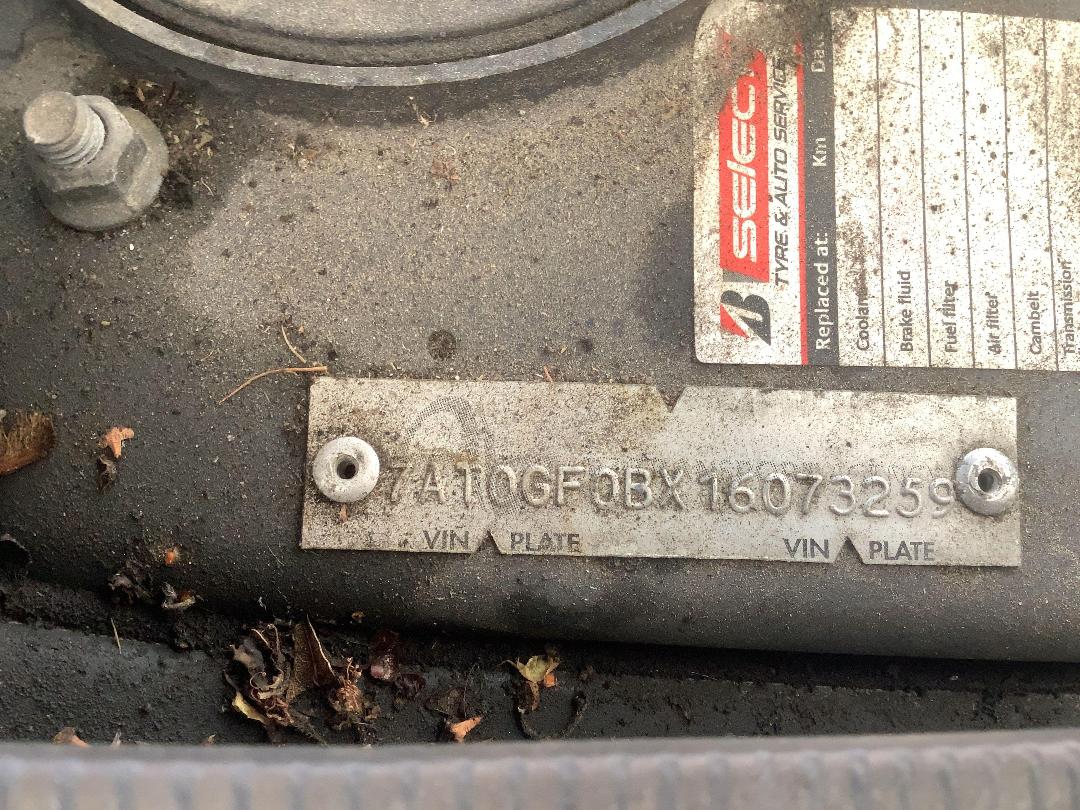 Select
TYRE & AUTO SERVICE
Replaced at: Km
Coolant
Brake fluid
Fuel filter
Air filter
Cambelt
Transmission
7AT0GF0BX16073259
VIN PLATE VIN PLATE